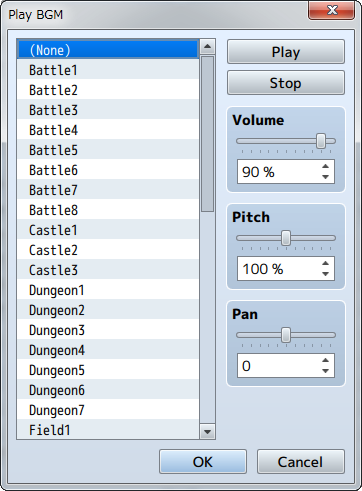 Play BGM
(None)
Battle1
Battle2
Battle3
Battle4
Battle5
Battle6
Battle7
Battle8
Castle1
Castle2
Castle3
Dungeon1
Dungeon2
Dungeon3
Dungeon4
Dungeon5
Dungeon6
Dungeon7
Field1
Play
Stop
Volume
90 %
Pitch
100 %
Pan
0
OK
Cancel